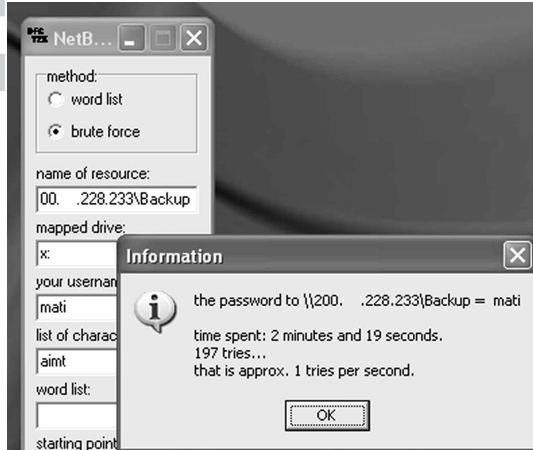 NetB...
method:
word list
brute force
name of resource:
00. .228.233\Backup
mapped drive:
x:
your usernam
mati
list of charac
aimt
word list:
starting point
Information
the password to \\200. .228.233\Backup = mati
time spent: 2 minutes and 19 seconds.
197 tries...
that is approx. 1 tries per second.
OK